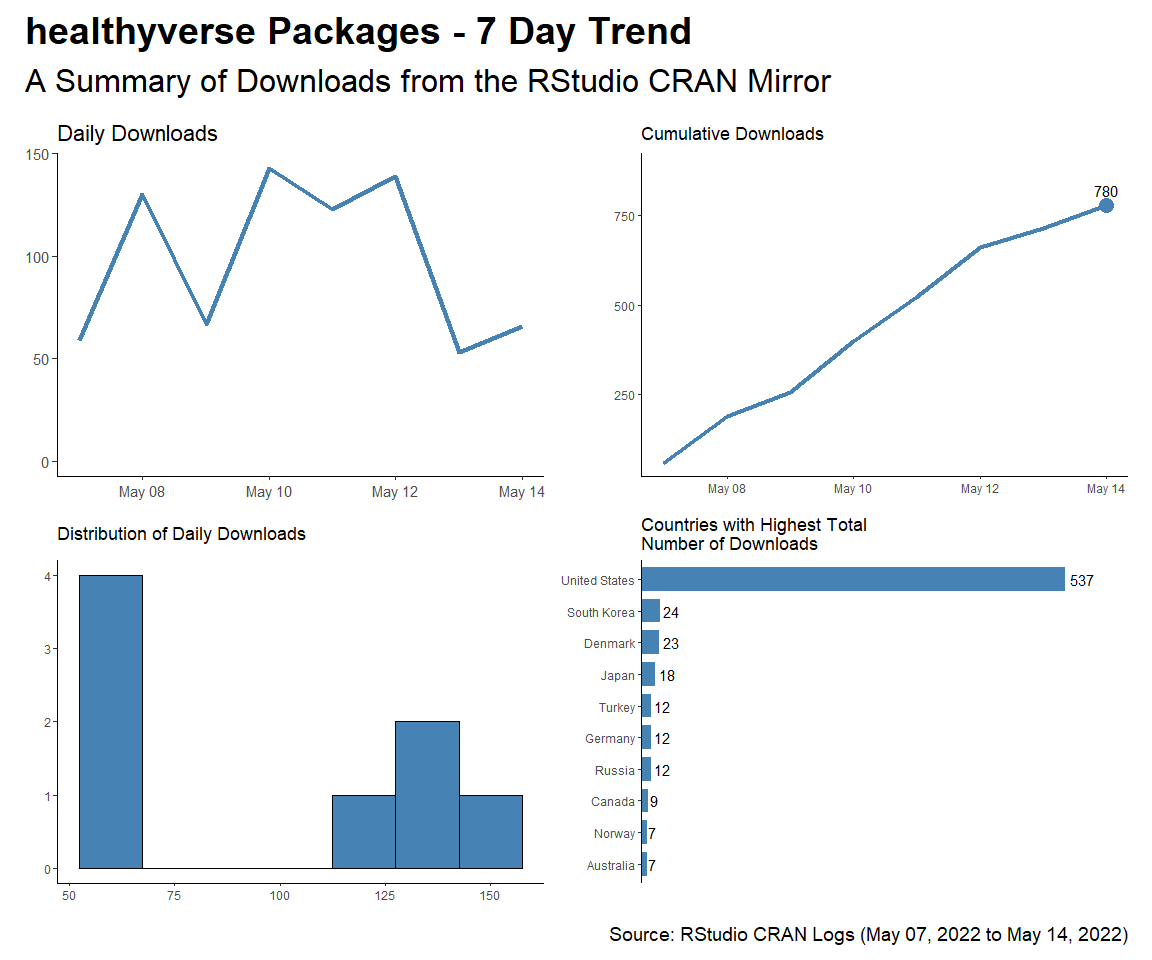 healthyverse Packages - 7 Day Trend
A Summary of Downloads from the RStudio CRAN Mirror
Daily Downloads
150
100
50
0
May 08 May 10 May 12 May 14
Cumulative Downloads
780
750
500
250
May 08 May 10 May 12 May 14
Distribution of Daily Downloads
4
3
2
1
0
50 75 100 125 150
Countries with Highest Total
Number of Downloads
United States 537
South Korea 24
Denmark 23
Japan 18
Turkey 12
Germany 12
Russia 12
Canada 9
Norway 7
Australia 7
Source: RStudio CRAN Logs (May 07, 2022 to May 14, 2022)